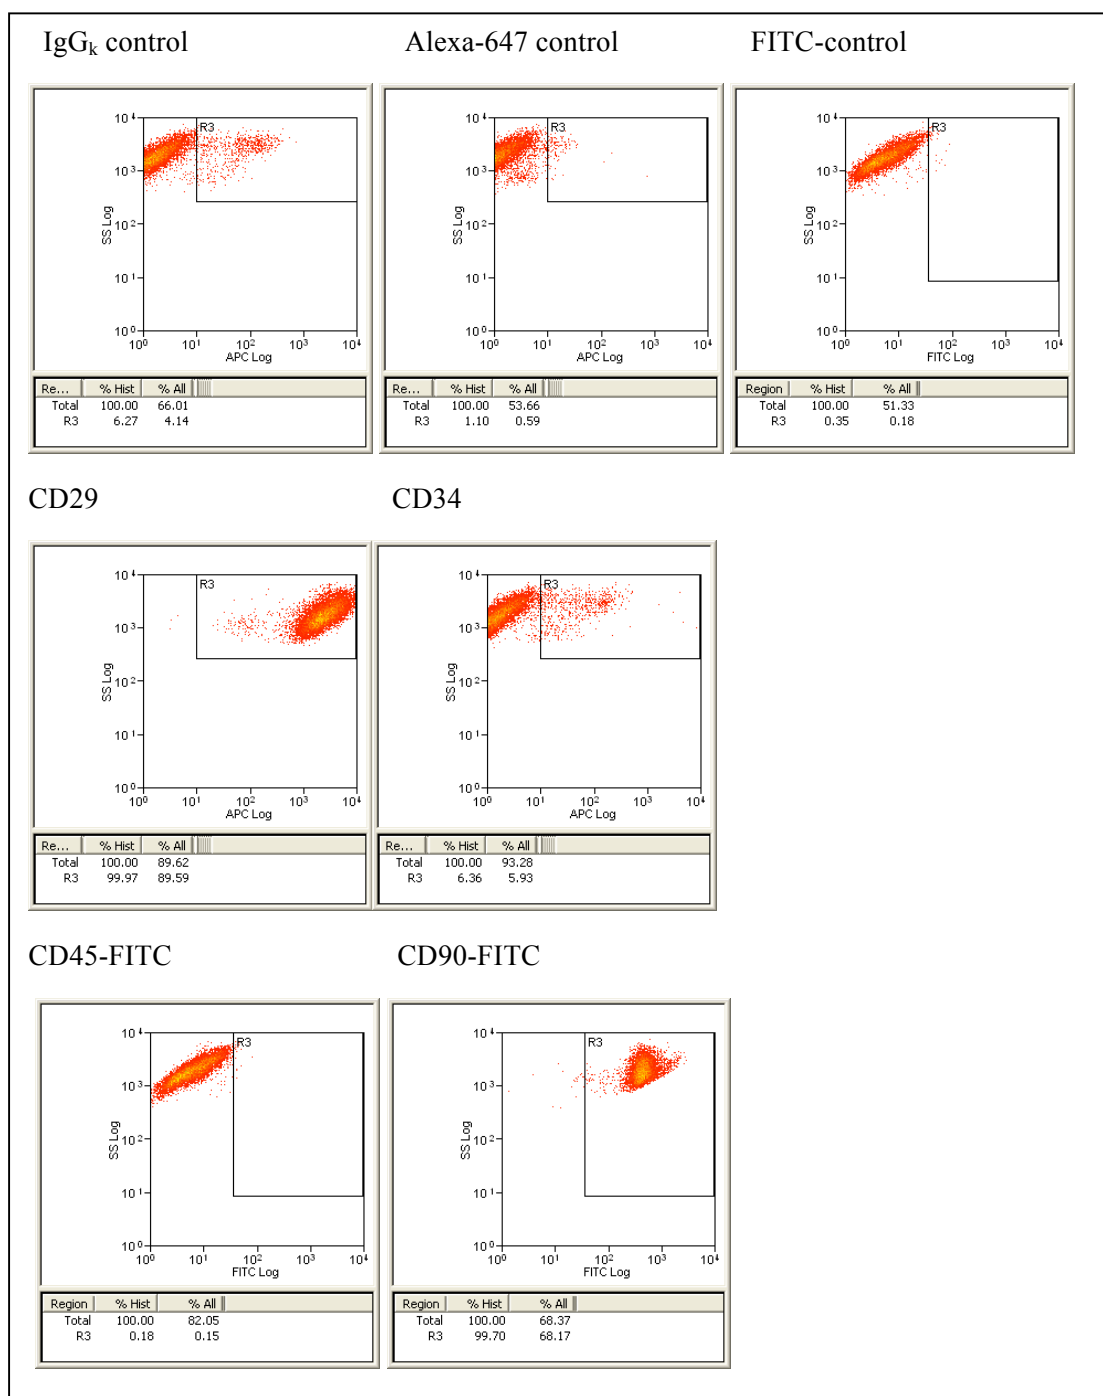 IgGk control Alexa-647 control FITC-control
R3 R3 R3
10⁴ 10⁴ 10⁴
10³ 10³ 10³
10² 10² 10²
10¹ 10¹ 10¹
10⁰ 10⁰ 10⁰
SS Log SS Log SS Log
10⁰ 10¹ 10² 10³ 10⁴ 10⁰ 10¹ 10² 10³ 10⁴ 10⁰ 10¹ 10² 10³ 10⁴
APC Log APC Log FITC Log
Re... % Hist % All Re... % Hist % All Region % Hist % All
Total 100.00 66.01 Total 100.00 53.66 Total 100.00 51.33
R3 6.27 4.14 R3 1.10 0.59 R3 0.35 0.18
CD29 CD34
R3 R3
10⁴ 10⁴
10³ 10³
10² 10²
10¹ 10¹
10⁰ 10⁰
SS Log SS Log
10⁰ 10¹ 10² 10³ 10⁴ 10⁰ 10¹ 10² 10³ 10⁴
APC Log APC Log
Re... % Hist % All Re... % Hist % All
Total 100.00 89.62 Total 100.00 93.28
R3 99.97 89.59 R3 6.36 5.93
CD45-FITC CD90-FITC
R3 R3
10⁴ 10⁴
10³ 10³
10² 10²
10¹ 10¹
10⁰ 10⁰
SS Log SS Log
10⁰ 10¹ 10² 10³ 10⁴ 10⁰ 10¹ 10² 10³ 10⁴
FITC Log FITC Log
Region % Hist % All Region % Hist % All
Total 100.00 82.05 Total 100.00 68.37
R3 0.18 0.15 R3 99.70 68.17